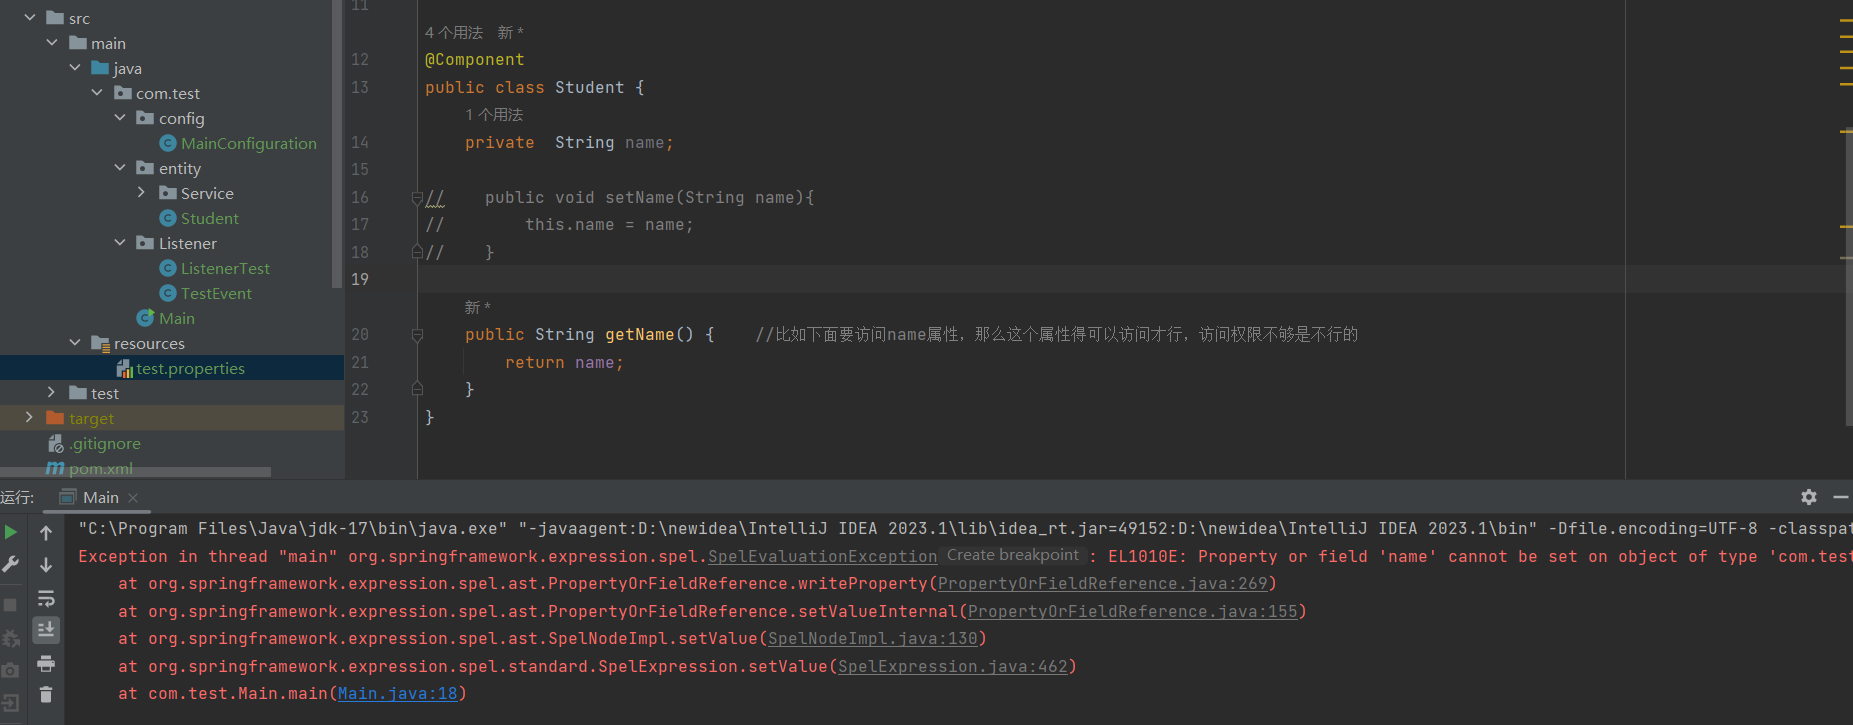 src
main
java
com.test
config
MainConfiguration
entity
Service
Student
Listener
ListenerTest
TestEvent
Main
resources
test.properties
test
target
.gitignore
pom.xml
11
4 个用法 新 *
12 @Component
13 public class Student {
1 个用法
14 private  String name;
15
16 //    public void setName(String name){
17 //        this.name = name;
18 //    }
19
新 *
20 public String getName() {    //比如下面要访问name属性，那么这个属性得可以访问才行，访问权限不够是不行的
21 return name;
22 }
23 }
运行: Main
"C:\Program Files\Java\jdk-17\bin\java.exe" "-javaagent:D:\newidea\IntelliJ IDEA 2023.1\lib\idea_rt.jar=49152:D:\newidea\IntelliJ IDEA 2023.1\bin" -Dfile.encoding=UTF-8 -classpat
Exception in thread "main" org.springframework.expression.spel.SpelEvaluationException Create breakpoint : EL1010E: Property or field 'name' cannot be set on object of type 'com.test
at org.springframework.expression.spel.ast.PropertyOrFieldReference.writeProperty(PropertyOrFieldReference.java:269)
at org.springframework.expression.spel.ast.PropertyOrFieldReference.setValueInternal(PropertyOrFieldReference.java:155)
at org.springframework.expression.spel.ast.SpelNodeImpl.setValue(SpelNodeImpl.java:130)
at org.springframework.expression.spel.standard.SpelExpression.setValue(SpelExpression.java:462)
at com.test.Main.main(Main.java:18)